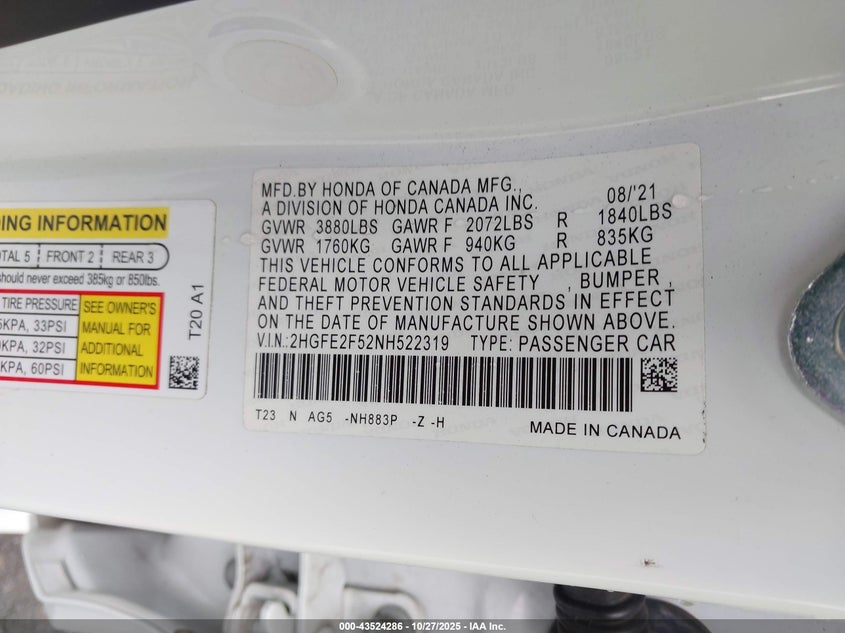 DING INFORMATION
TOTAL 5 FRONT 2 REAR 3
should never exceed 385kg or 850lbs.
TIRE PRESSURE
KPA, 33PSI
KPA, 32PSI
KPA, 60PSI
SEE OWNER'S
MANUAL FOR
ADDITIONAL
INFORMATION
T20 A1
MFD.BY HONDA OF CANADA MFG., 08/'21
A DIVISION OF HONDA CANADA INC.
GVWR 3880LBS GAWR F 2072LBS R 1840LBS
GVWR 1760KG GAWR F 940KG R 835KG
THIS VEHICLE CONFORMS TO ALL APPLICABLE
FEDERAL MOTOR VEHICLE SAFETY , BUMPER ,
AND THEFT PREVENTION STANDARDS IN EFFECT
ON THE DATE OF MANUFACTURE SHOWN ABOVE.
V.I.N.:2HGFE2F52NH522319 TYPE: PASSENGER CAR
T23 N AG5 -NH883P -Z -H
MADE IN CANADA
000-43524286 - 10/27/2025 - IAA Inc.